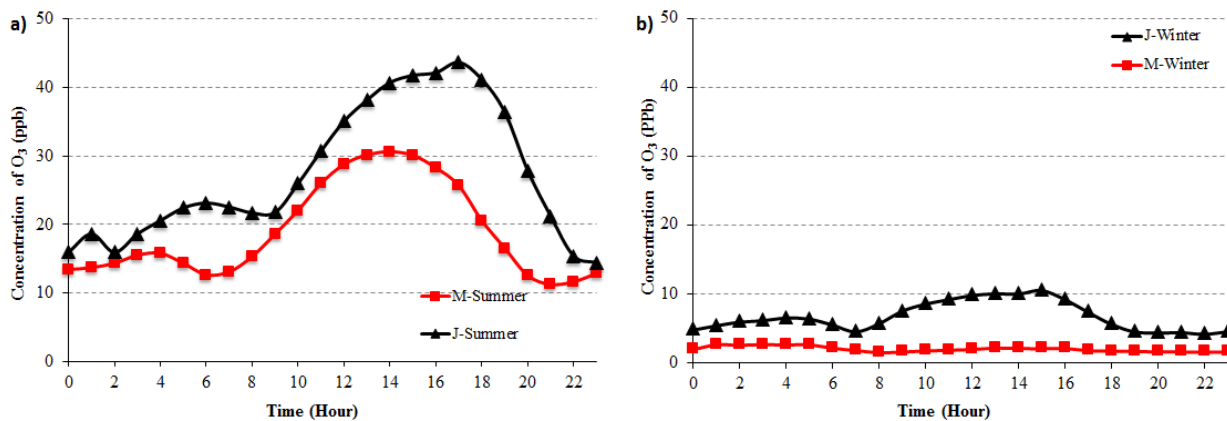 a)
50
40
30
20
10
0
Concentration of O3 (ppb)
M-Summer
J-Summer
0 2 4 6 8 10 12 14 16 18 20 22
Time (Hour)
b)
50
40
30
20
10
0
Concentration of O3 (PPb)
J-Winter
M-Winter
0 2 4 6 8 10 12 14 16 18 20 22
Time (Hour)